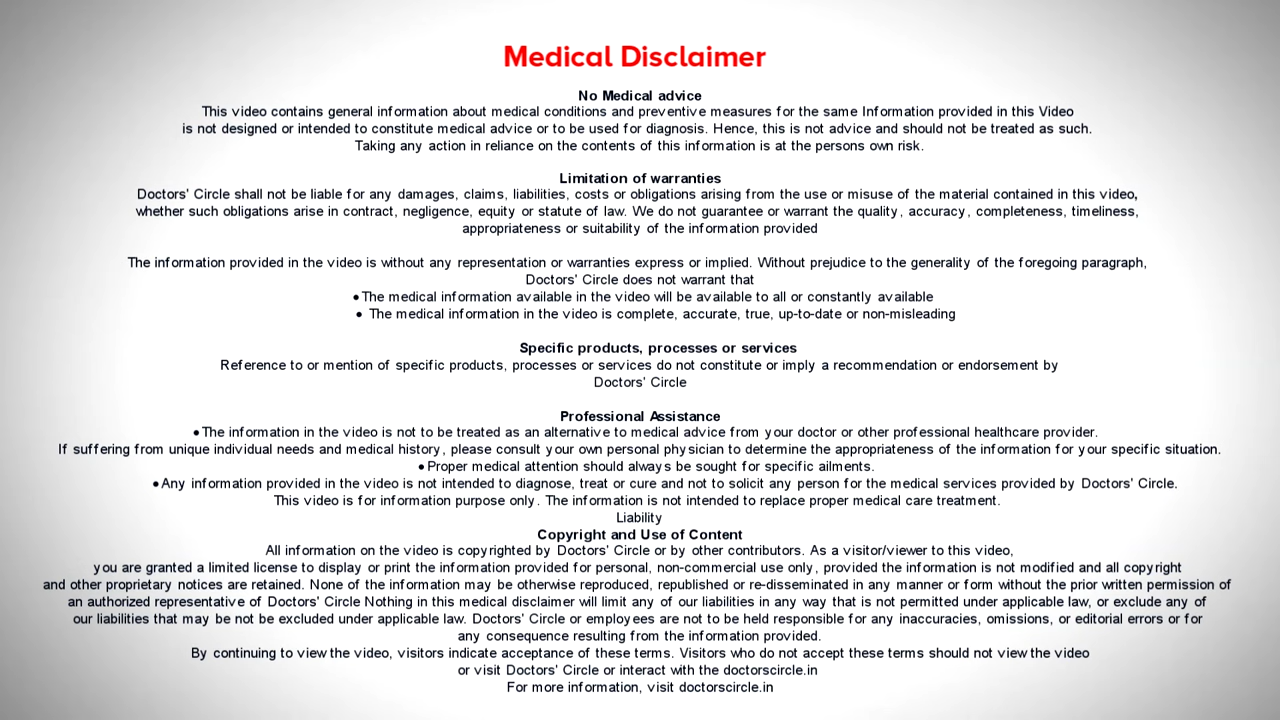 Medical Disclaimer
No Medical advice
This video contains general information about medical conditions and preventive measures for the same Information provided in this Video
is not designed or intended to constitute medical advice or to be used for diagnosis. Hence, this is not advice and should not be treated as such.
Taking any action in reliance on the contents of this information is at the persons own risk.
Limitation of warranties
Doctors' Circle shall not be liable for any damages, claims, liabilities, costs or obligations arising from the use or misuse of the material contained in this video,
whether such obligations arise in contract, negligence, equity or statute of law. We do not guarantee or warrant the quality, accuracy, completeness, timeliness,
appropriateness or suitability of the information provided
The information provided in the video is without any representation or warranties express or implied. Without prejudice to the generality of the foregoing paragraph,
Doctors' Circle does not warrant that
• The medical information available in the video will be available to all or constantly available
• The medical information in the video is complete, accurate, true, up-to-date or non-misleading
Specific products, processes or services
Reference to or mention of specific products, processes or services do not constitute or imply a recommendation or endorsement by
Doctors' Circle
Professional Assistance
• The information in the video is not to be treated as an alternative to medical advice from your doctor or other professional healthcare provider.
If suffering from unique individual needs and medical history, please consult your own personal physician to determine the appropriateness of the information for your specific situation.
• Proper medical attention should always be sought for specific ailments.
• Any information provided in the video is not intended to diagnose, treat or cure and not to solicit any person for the medical services provided by Doctors' Circle.
This video is for information purpose only. The information is not intended to replace proper medical care treatment.
Liability
Copyright and Use of Content
All information on the video is copyrighted by Doctors' Circle or by other contributors. As a visitor/viewer to this video,
you are granted a limited license to display or print the information provided for personal, non-commercial use only, provided the information is not modified and all copyright
and other proprietary notices are retained. None of the information may be otherwise reproduced, republished or re-disseminated in any manner or form without the prior written permission of
an authorized representative of Doctors' Circle Nothing in this medical disclaimer will limit any of our liabilities in any way that is not permitted under applicable law, or exclude any of
our liabilities that may be not be excluded under applicable law. Doctors' Circle or employees are not to be held responsible for any inaccuracies, omissions, or editorial errors or for
any consequence resulting from the information provided.
By continuing to view the video, visitors indicate acceptance of these terms. Visitors who do not accept these terms should not view the video
or visit Doctors' Circle or interact with the doctorscircle.in
For more information, visit doctorscircle.in